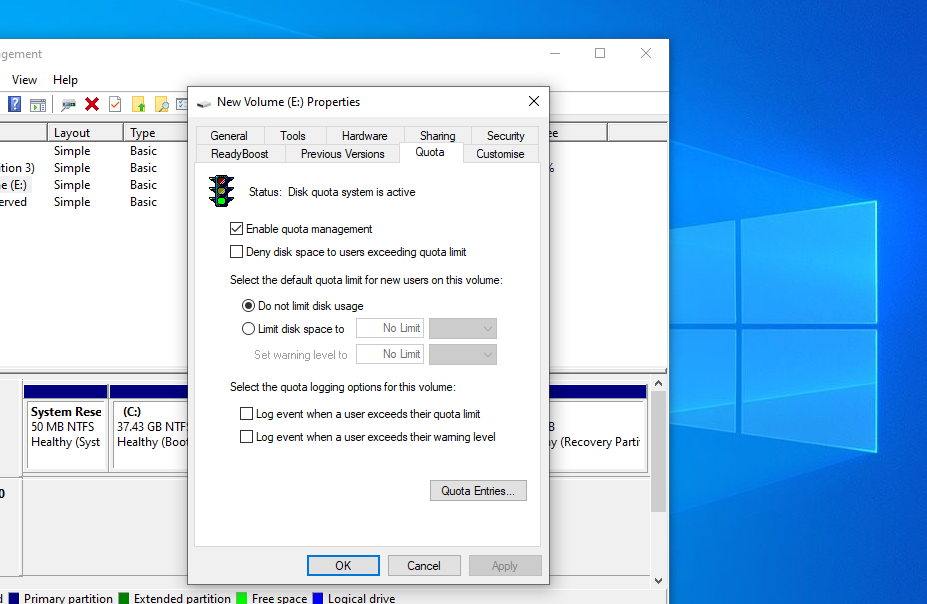 gement
View Help
New Volume (E:) Properties
Layout Type ee
General Tools Hardware Sharing Security
ReadyBoost Previous Versions Quota Customise
Simple Basic
ition 3) Simple Basic %
e (E:) Simple Basic
erved Simple Basic
Status: Disk quota system is active
Enable quota management
Deny disk space to users exceeding quota limit
Select the default quota limit for new users on this volume:
Do not limit disk usage
Limit disk space to No Limit
Set warning level to No Limit
Select the quota logging options for this volume:
Log event when a user exceeds their quota limit
Log event when a user exceeds their warning level
Quota Entries...
OK Cancel Apply
System Rese
50 MB NTFS
Healthy (Syst
(C:)
37.43 GB NTF
Healthy (Boot
B
y (Recovery Parti
0
Primary partition Extended partition Free space Logical drive